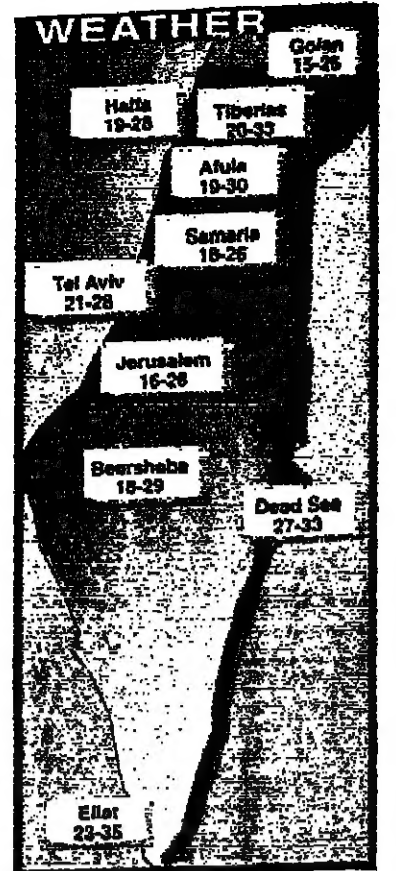 WEATHER
Golan
15-26
Haifa
19-28
Tiberias
20-33
Afula
19-30
Samaria
18-26
Tel Aviv
21-28
Jerusalem
16-26
Beersheba
18-29
Dead Sea
27-33
Eilat
23-35